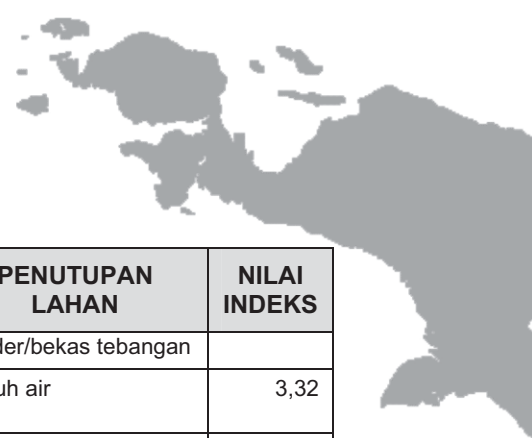 PENUTUPAN NILAI
LAHAN INDEKS
der/bekas tebangan
uh air 3,32